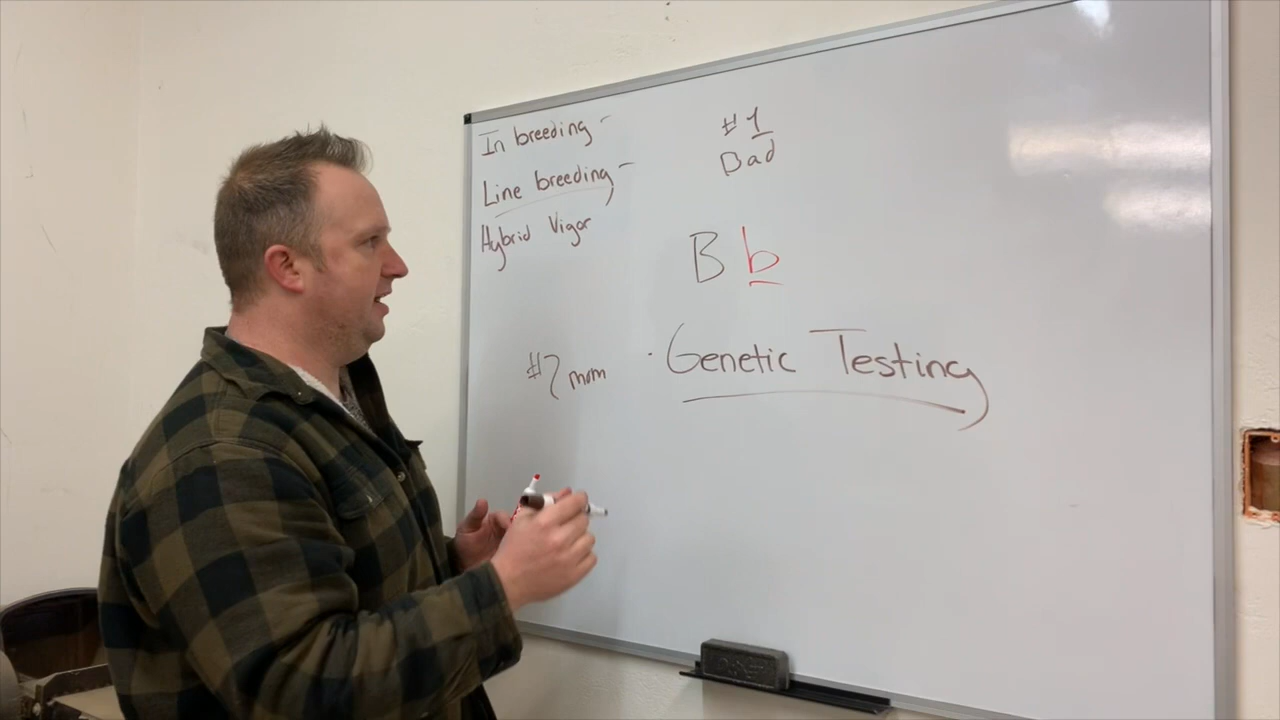 In breeding -
Line breeding -
Hybrid Vigor
#1
Bad
B b
#2 mom
· Genetic Testing